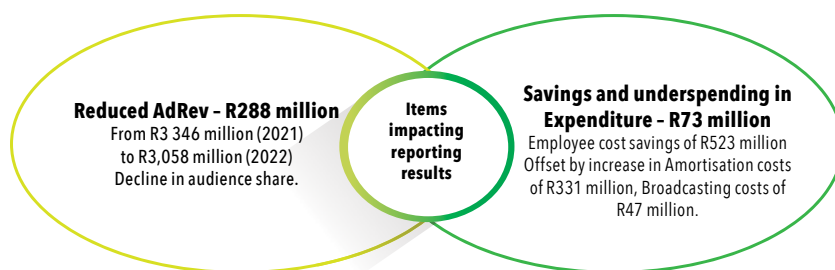 Reduced AdRev – R288 million
From R3 346 million (2021)
to R3,058 million (2022)
Decline in audience share.
Items
impacting
reporting
results
Savings and underspending in
Expenditure – R73 million
Employee cost savings of R523 million
Offset by increase in Amortisation costs
of R331 million, Broadcasting costs of
R47 million.